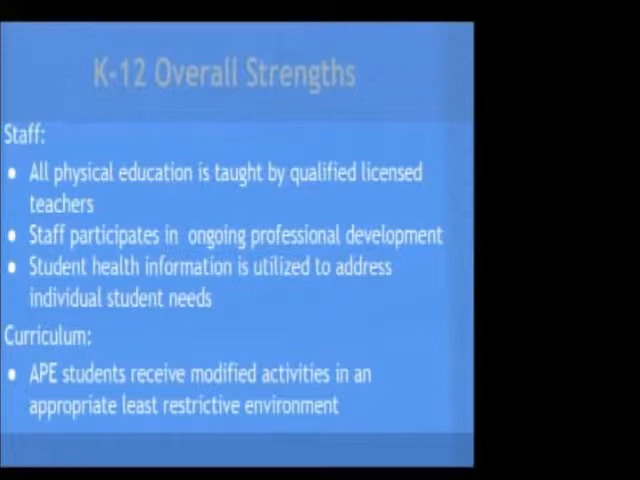 K-12 Overall Strengths
Staff:
● All physical education is taught by qualified licensed
teachers
● Staff participates in ongoing professional development
● Student health information is utilized to address
individual student needs
Curriculum:
● APE students receive modified activities in an
appropriate least restrictive environment